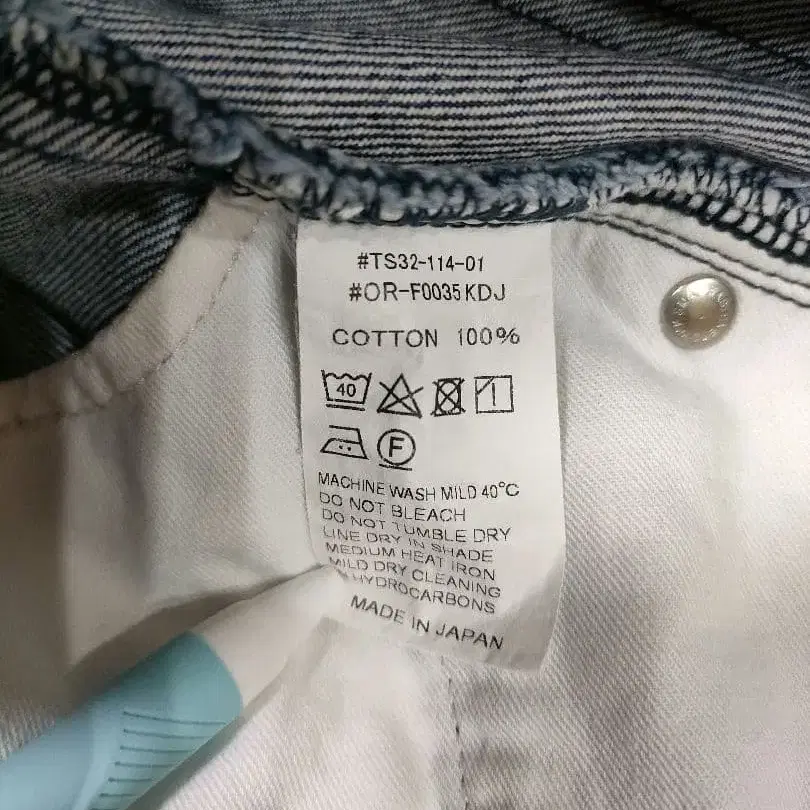 #TS32-114-01
#OR-F0035 KDJ
COTTON 100%
40
F
MACHINE WASH MILD 40°C
DO NOT BLEACH
DO NOT TUMBLE DRY
LINE DRY IN SHADE
MEDIUM HEAT IRON
MILD DRY CLEANING
HYDROCARBONS
MADE IN JAPAN